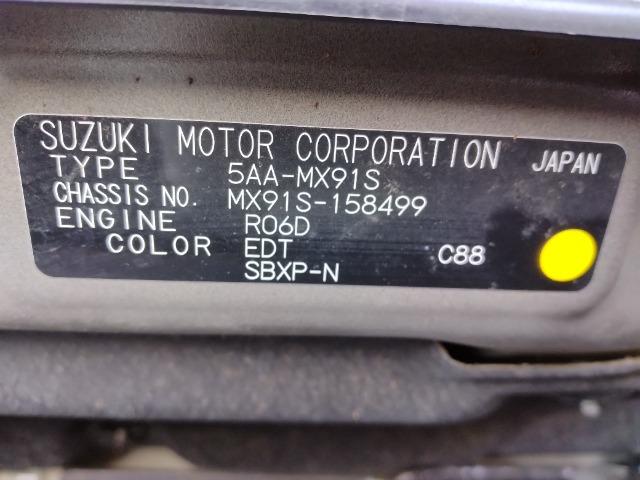 SUZUKI MOTOR CORPORATION JAPAN
TYPE 5AA-MX91S
CHASSIS NO. MX91S-158499
ENGINE R06D
COLOR EDT C88
SBXP-N